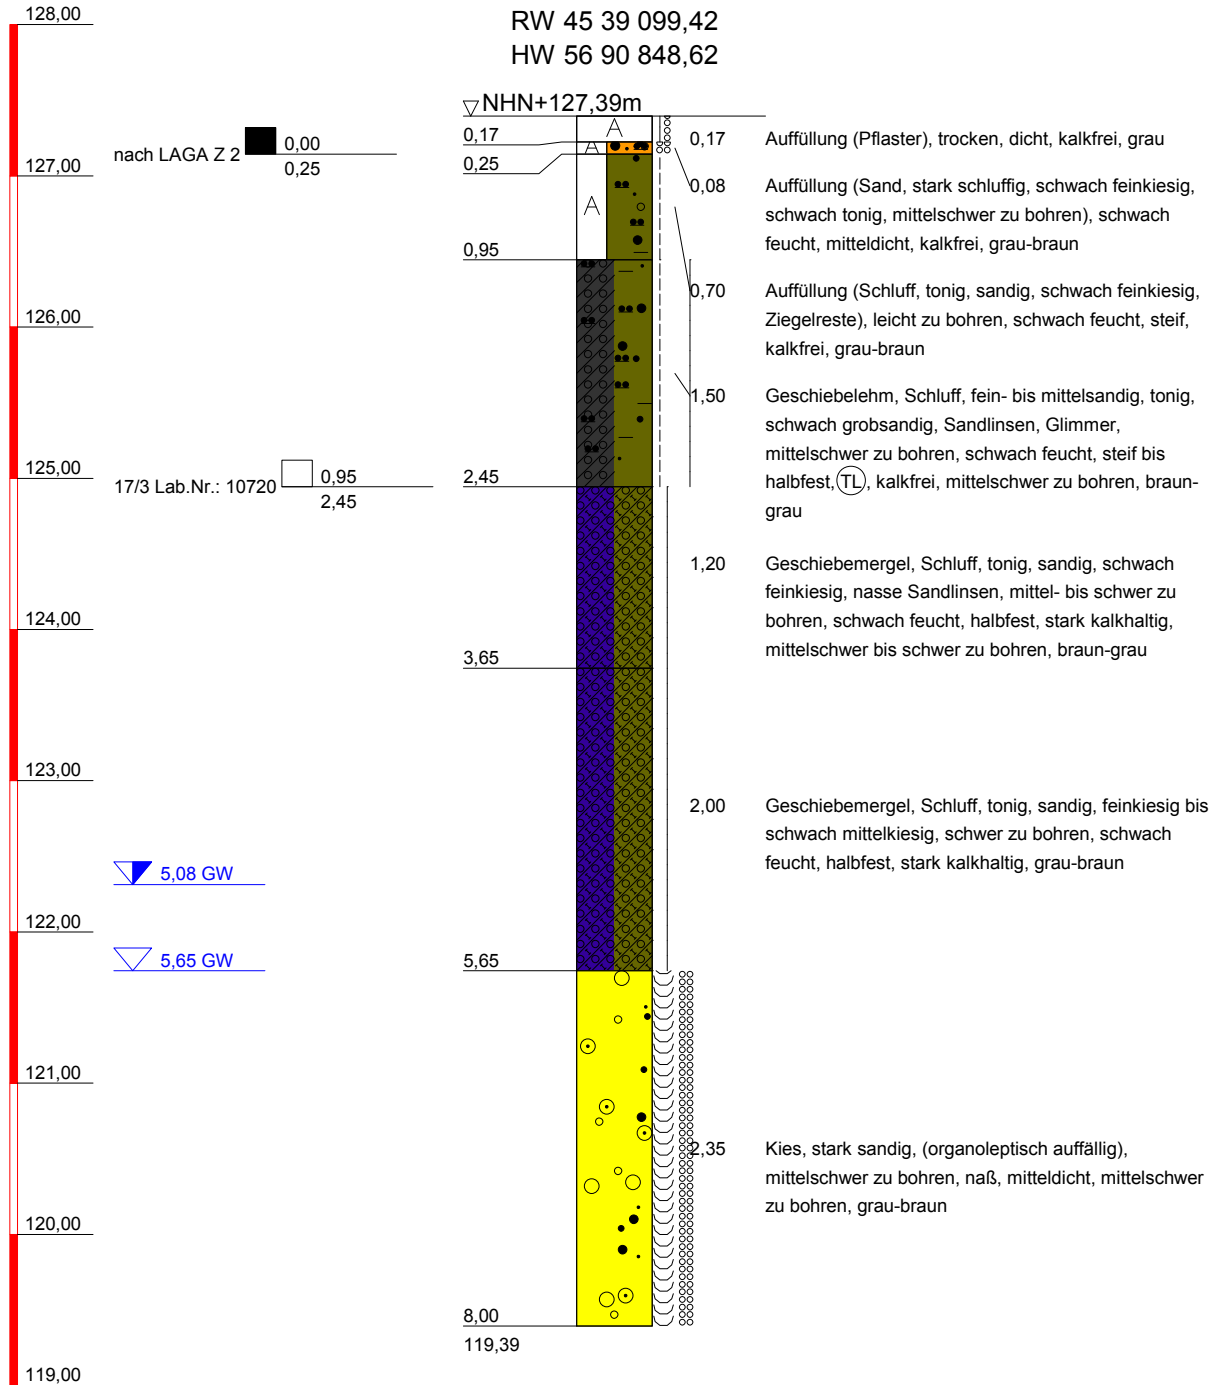 RW 45 39 099,42
HW 56 90 848,62
NHN+127,39m
128,00
127,00
126,00
125,00
124,00
123,00
122,00
121,00
120,00
119,00
nach LAGA Z 2
0,00
0,25
17/3 Lab.Nr.: 10720
0,95
2,45
5,08 GW
5,65 GW
0,17
0,25
0,95
2,45
3,65
5,65
8,00
119,39
A
A
A
0,17 Auffüllung (Pflaster), trocken, dicht, kalkfrei, grau
0,08 Auffüllung (Sand, stark schluffig, schwach feinkiesig,
schwach tonig, mittelschwer zu bohren), schwach
feucht, mitteldicht, kalkfrei, grau-braun
0,70 Auffüllung (Schluff, tonig, sandig, schwach feinkiesig,
Ziegelreste), leicht zu bohren, schwach feucht, steif,
kalkfrei, grau-braun
1,50 Geschiebelehm, Schluff, fein- bis mittelsandig, tonig,
schwach grobsandig, Sandlinsen, Glimmer,
mittelschwer zu bohren, schwach feucht, steif bis
halbfest, TL, kalkfrei, mittelschwer zu bohren, braun-
grau
1,20 Geschiebemergel, Schluff, tonig, sandig, schwach
feinkiesig, nasse Sandlinsen, mittel- bis schwer zu
bohren, schwach feucht, halbfest, stark kalkhaltig,
mittelschwer bis schwer zu bohren, braun-grau
2,00 Geschiebemergel, Schluff, tonig, sandig, feinkiesig bis
schwach mittelkiesig, schwer zu bohren, schwach
feucht, halbfest, stark kalkhaltig, grau-braun
2,35 Kies, stark sandig, (organoleptisch auffällig),
mittelschwer zu bohren, naß, mitteldicht, mittelschwer
zu bohren, grau-braun